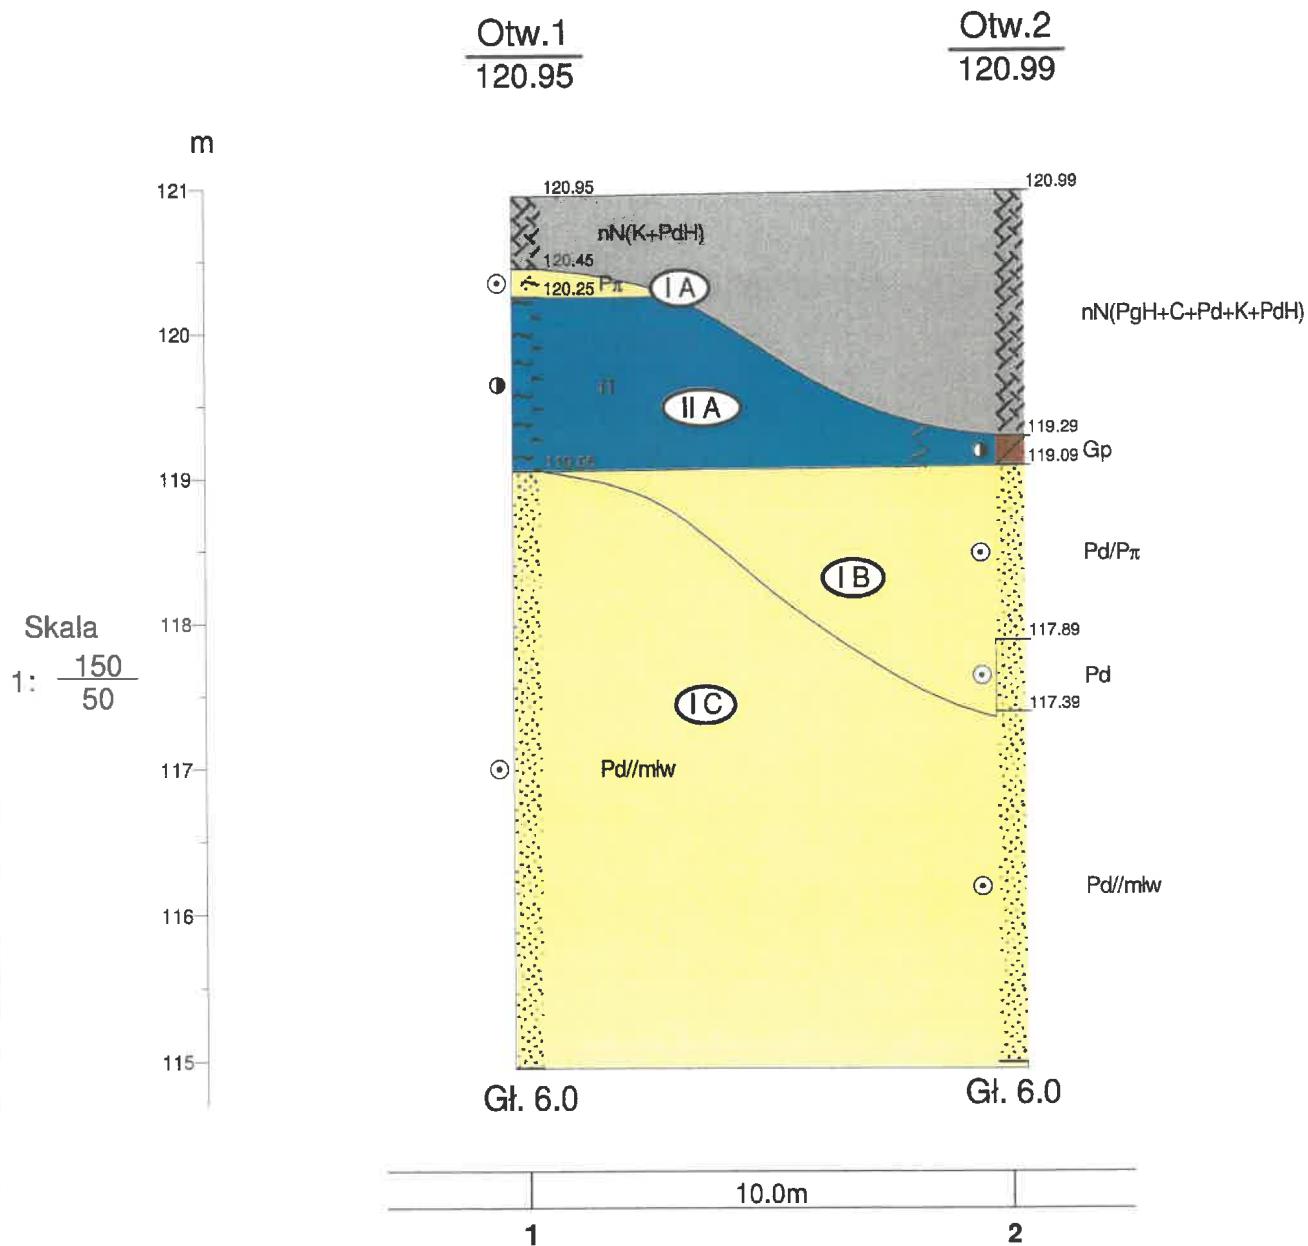 Otw.1
120.95
Otw.2
120.99
m
121
120
119
118
117
116
115
Skala
1: 150
50
120.95
nN(K+PdH)
120.45
120.25 Pπ
I A
II A
I B
I C
Pd//młw
120.99
nN(PgH+C+Pd+K+PdH)
119.29
119.09 Gp
Pd/Pπ
117.89
Pd
117.39
Pd//młw
Gł. 6.0
Gł. 6.0
10.0m
1
2